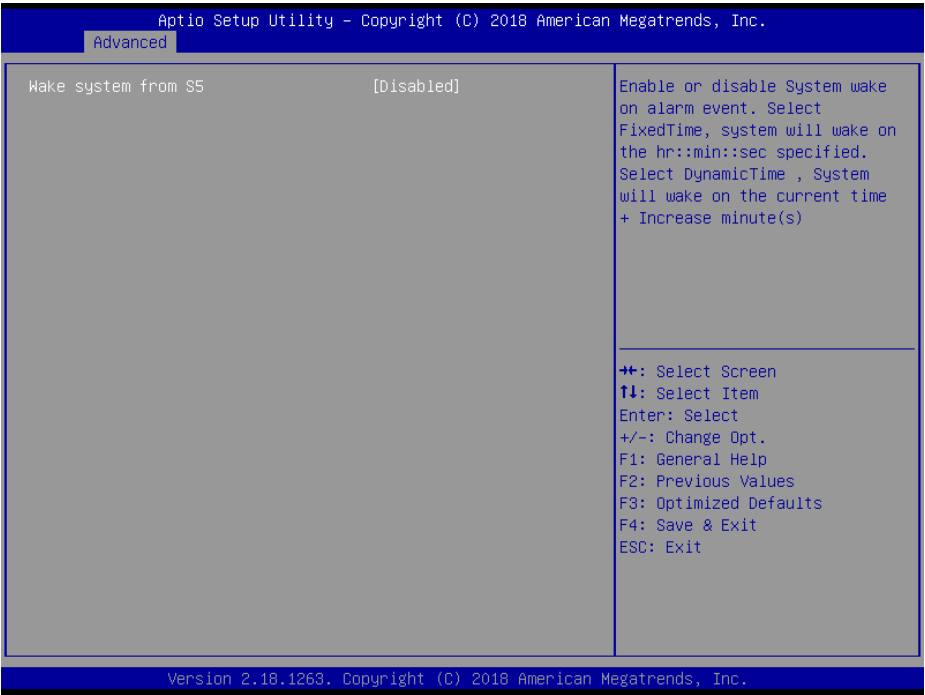 Aptio Setup Utility – Copyright (C) 2018 American Megatrends, Inc.
Advanced
Wake system from S5 [Disabled]
Enable or disable System wake
on alarm event. Select
FixedTime, system will wake on
the hr::min::sec specified.
Select DynamicTime , System
will wake on the current time
+ Increase minute(s)
→←: Select Screen
↑↓: Select Item
Enter: Select
+/-: Change Opt.
F1: General Help
F2: Previous Values
F3: Optimized Defaults
F4: Save & Exit
ESC: Exit
Version 2.18.1263. Copyright (C) 2018 American Megatrends, Inc.